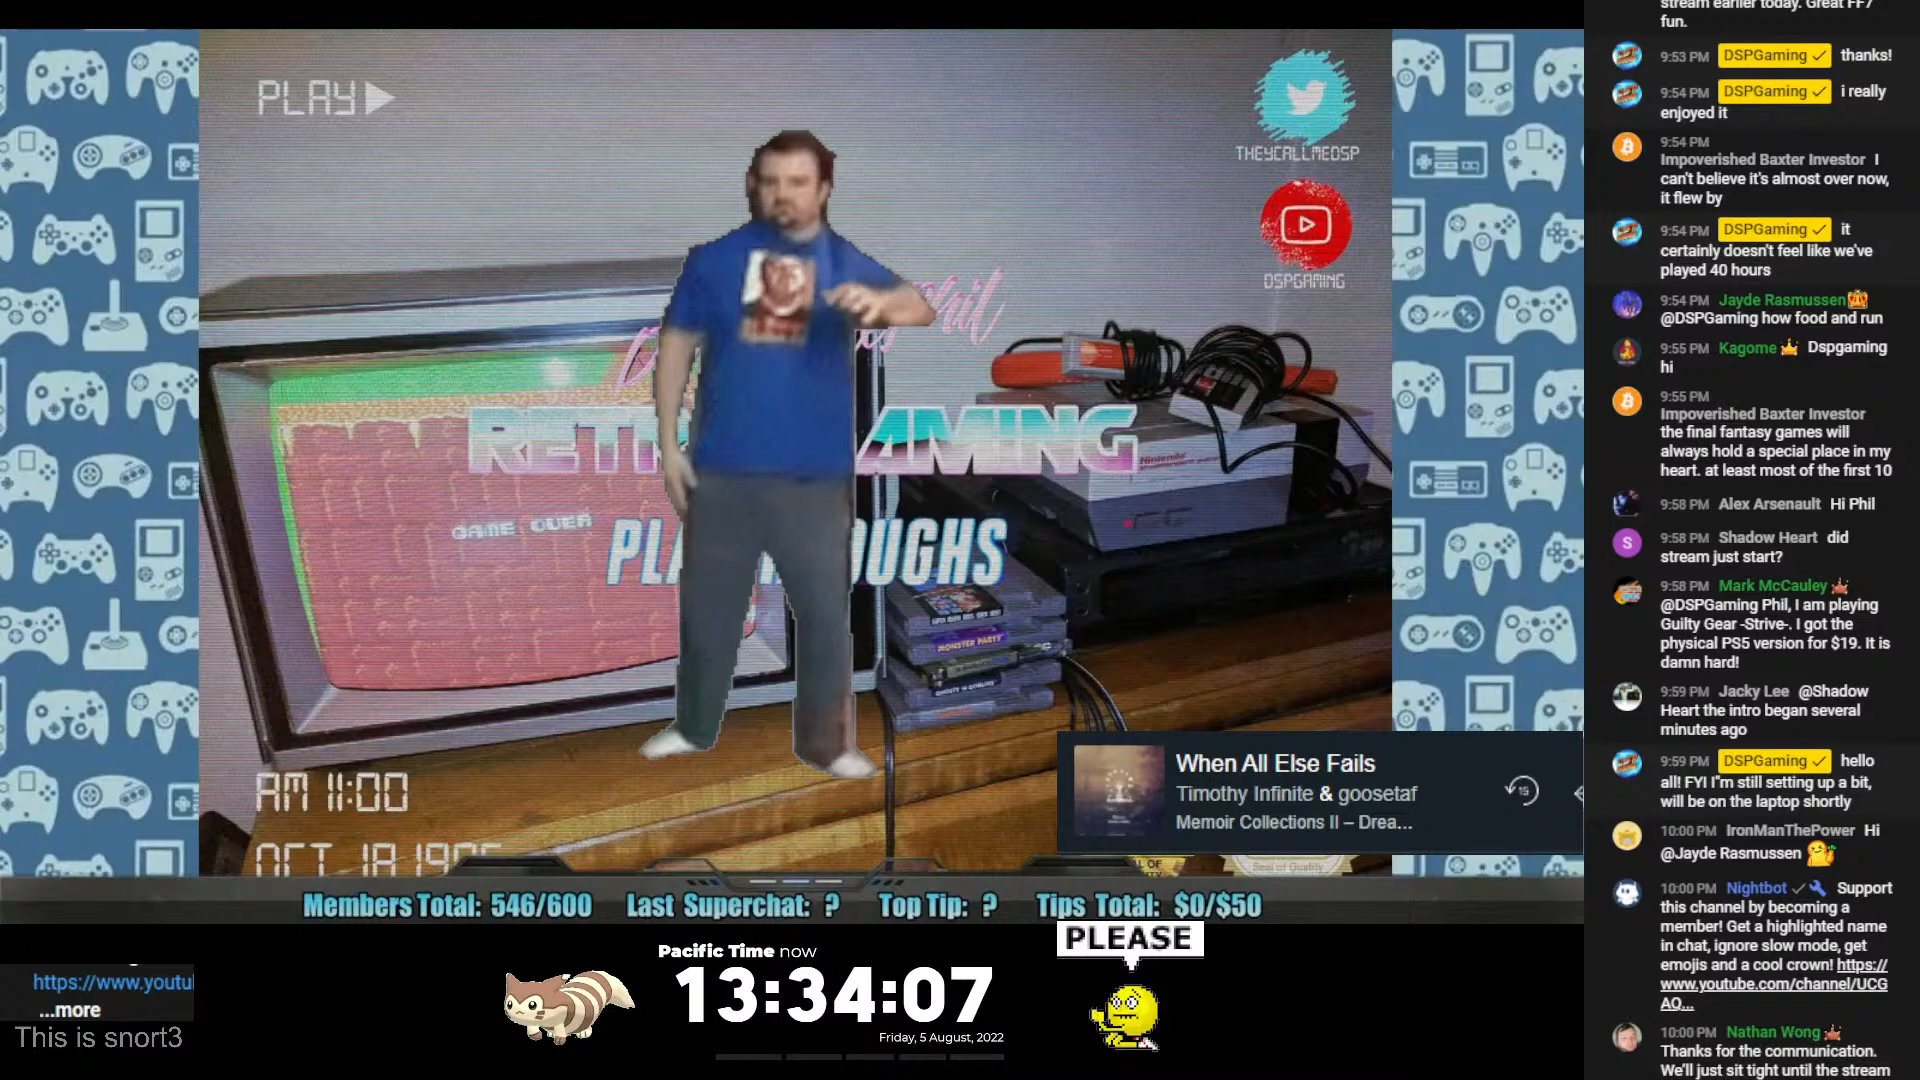 PLAY
THEYCALLMEDSP
DSPGAMING
GAME OVER
Nintendo
MONSTER PARTY
GHOSTS 'N GOBLINS
AM 11:00
OCT. 18 1985
When All Else Fails
Timothy Infinite & goosetaf
Memoir Collections II – Drea...
15
Seal of Quality
Members Total: 546/600 Last Superchat: ? Top Tip: ? Tips Total: $0/$50
PLEASE
Pacific Time now
13:34:07
Friday, 5 August, 2022
https://www.youtu
...more
This is snort3
stream earlier today. Great FF7
fun.
9:53 PM DSPGaming thanks!
9:54 PM DSPGaming i really
enjoyed it
9:54 PM
Impoverished Baxter Investor I
can't believe it's almost over now,
it flew by
9:54 PM DSPGaming it
certainly doesn't feel like we've
played 40 hours
9:54 PM Jayde Rasmussen
@DSPGaming how food and run
9:55 PM Kagome Dspgaming
hi
9:55 PM
Impoverished Baxter Investor
the final fantasy games will
always hold a special place in my
heart. at least most of the first 10
9:58 PM Alex Arsenault Hi Phil
S
9:58 PM Shadow Heart did
stream just start?
9:58 PM Mark McCauley
@DSPGaming Phil, I am playing
Guilty Gear -Strive-. I got the
physical PS5 version for $19. It is
damn hard!
9:59 PM Jacky Lee @Shadow
Heart the intro began several
minutes ago
9:59 PM DSPGaming hello
all! FYI I"m still setting up a bit,
will be on the laptop shortly
10:00 PM IronManThePower Hi
@Jayde Rasmussen
10:00 PM Nightbot Support
this channel by becoming a
member! Get a highlighted name
in chat, ignore slow mode, get
emojis and a cool crown! https://
www.youtube.com/channel/UCG
AQ...
10:00 PM Nathan Wong
Thanks for the communication.
We'll just sit tight until the stream